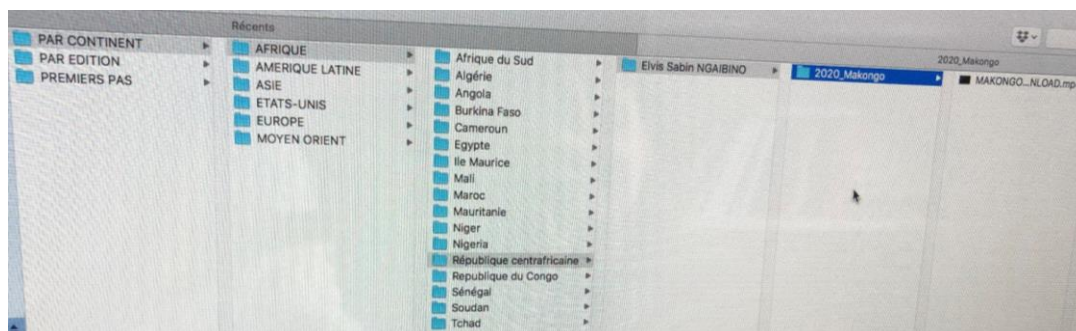 Récents
2020_Makongo
PAR CONTINENT
PAR EDITION
PREMIERS PAS
AFRIQUE
AMERIQUE LATINE
ASIE
ETATS-UNIS
EUROPE
MOYEN ORIENT
Afrique du Sud
Algérie
Angola
Burkina Faso
Cameroun
Egypte
Ile Maurice
Mali
Maroc
Mauritanie
Niger
Nigeria
République centrafricaine
Republique du Congo
Sénégal
Soudan
Tchad
Elvis Sabin NGAIBINO
2020_Makongo
MAKONGO...NLOAD.mp